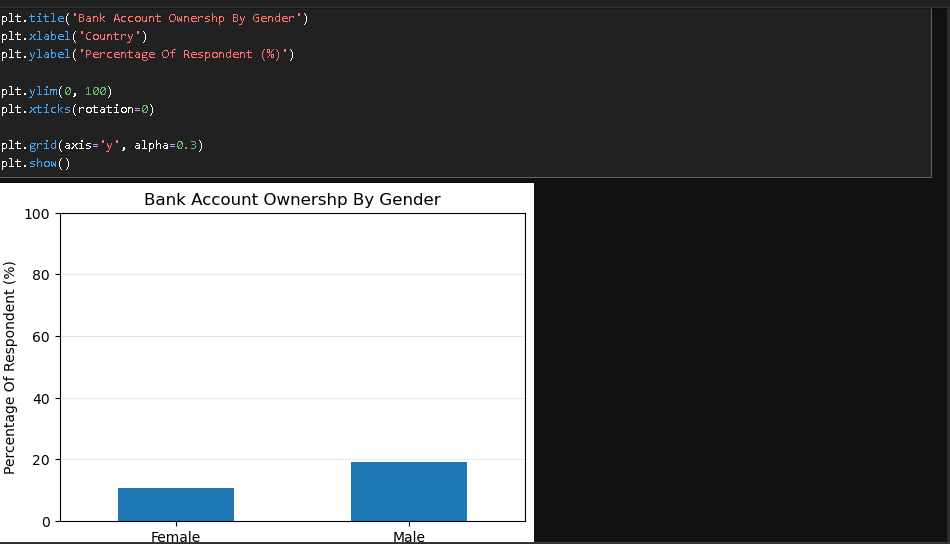 plt.title('Bank Account Ownershp By Gender')
plt.xlabel('Country')
plt.ylabel('Percentage Of Respondent (%)')
plt.ylim(0, 100)
plt.xticks(rotation=0)
plt.grid(axis='y', alpha=0.3)
plt.show()
Bank Account Ownershp By Gender
Percentage Of Respondent (%)
100
80
60
40
20
0
Female Male